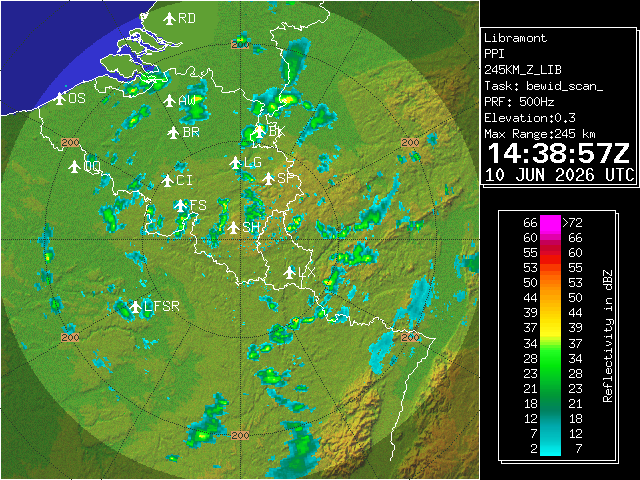 RD
200
OS
AW
BR
BK
200
200
DO
LG
CI
SP
FS
SH
LX
LFSR
200
200
200
Libramont
PPI
245KM_Z_LIB
Task: bewid_scan_
PRF: 500Hz
Elevation:0.3
Max Range:245 km
14:38:57Z
10 JUN 2026 UTC
66 >72
60 66
55 60
53 55
50 53
44 50
39 44
37 39
34 37
28 34
23 28
21 23
18 21
12 18
7 12
2 7
Reflectivity in dBZ